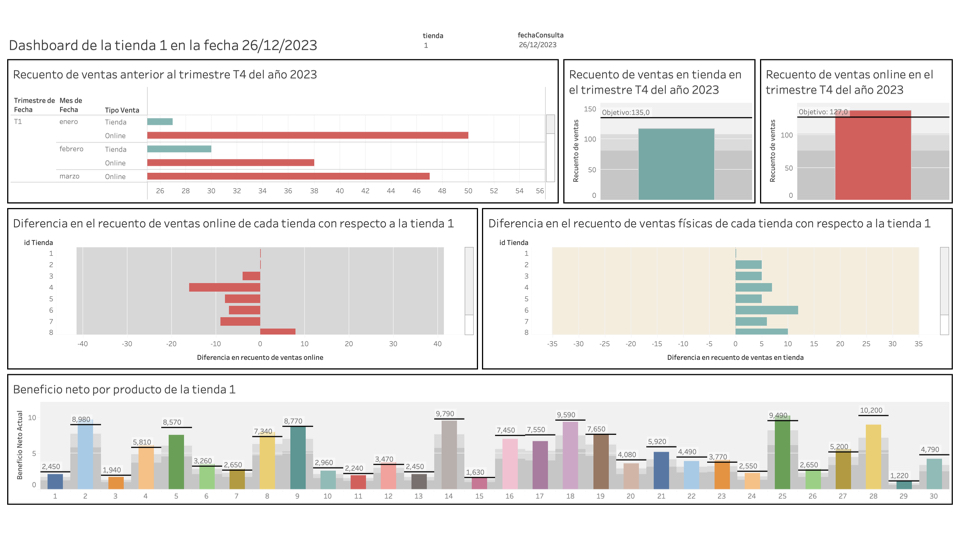 Dashboard de la tienda 1 en la fecha 26/12/2023
tienda
1
fechaConsulta
26/12/2023
Recuento de ventas anterior al trimestre T4 del año 2023
Trimestre de Fecha Mes de Fecha Tipo Venta
T1 enero Tienda
Online
febrero Tienda
Online
marzo Online
26 28 30 32 34 36 38 40 42 44 46 48 50 52 54 56
Recuento de ventas en tienda en
el trimestre T4 del año 2023
Recuento de ventas
150
100
50
0
Objetivo:135,0
Recuento de ventas online en el
trimestre T4 del año 2023
Recuento de ventas
100
50
0
Objetivo: 127,0
Diferencia en el recuento de ventas online de cada tienda con respecto a la tienda 1
id Tienda
1
2
3
4
5
6
7
8
-40 -30 -20 -10 0 10 20 30 40
Diferencia en recuento de ventas online
Diferencia en el recuento de ventas físicas de cada tienda con respecto a la tienda 1
id Tienda
1
2
3
4
5
6
7
8
-35 -30 -25 -20 -15 -10 -5 0 5 10 15 20 25 30 35
Diferencia en recuento de ventas en tienda
Beneficio neto por producto de la tienda 1
Beneficio Neto Actual
10
5
0
2,450 8,980 1,940 5,810 8,570 3,260 2,650 7,340 8,770 2,960 2,240 3,470 2,450 9,790 1,630 7,450 7,550 9,590 7,650 4,080 5,920 4,490 3,770 2,550 9,490 2,650 5,200 10,200 1,220 4,790
1 2 3 4 5 6 7 8 9 10 11 12 13 14 15 16 17 18 19 20 21 22 23 24 25 26 27 28 29 30